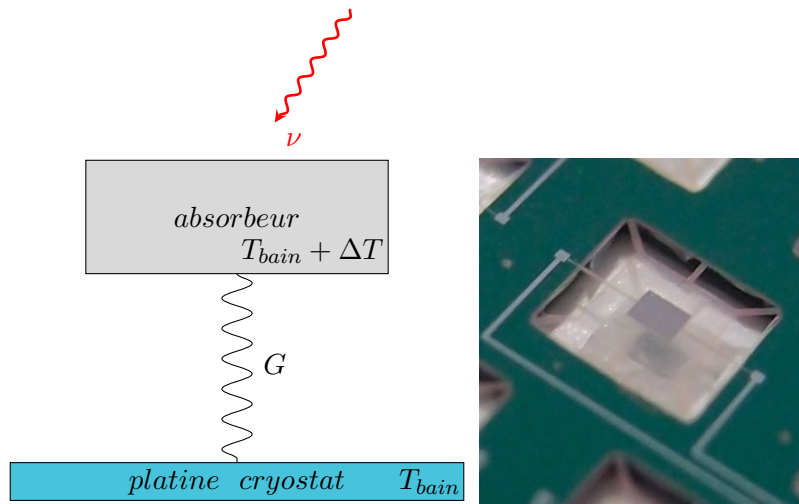 ν
absorbeur
T_bain + ΔT
G
platine cryostat T_bain